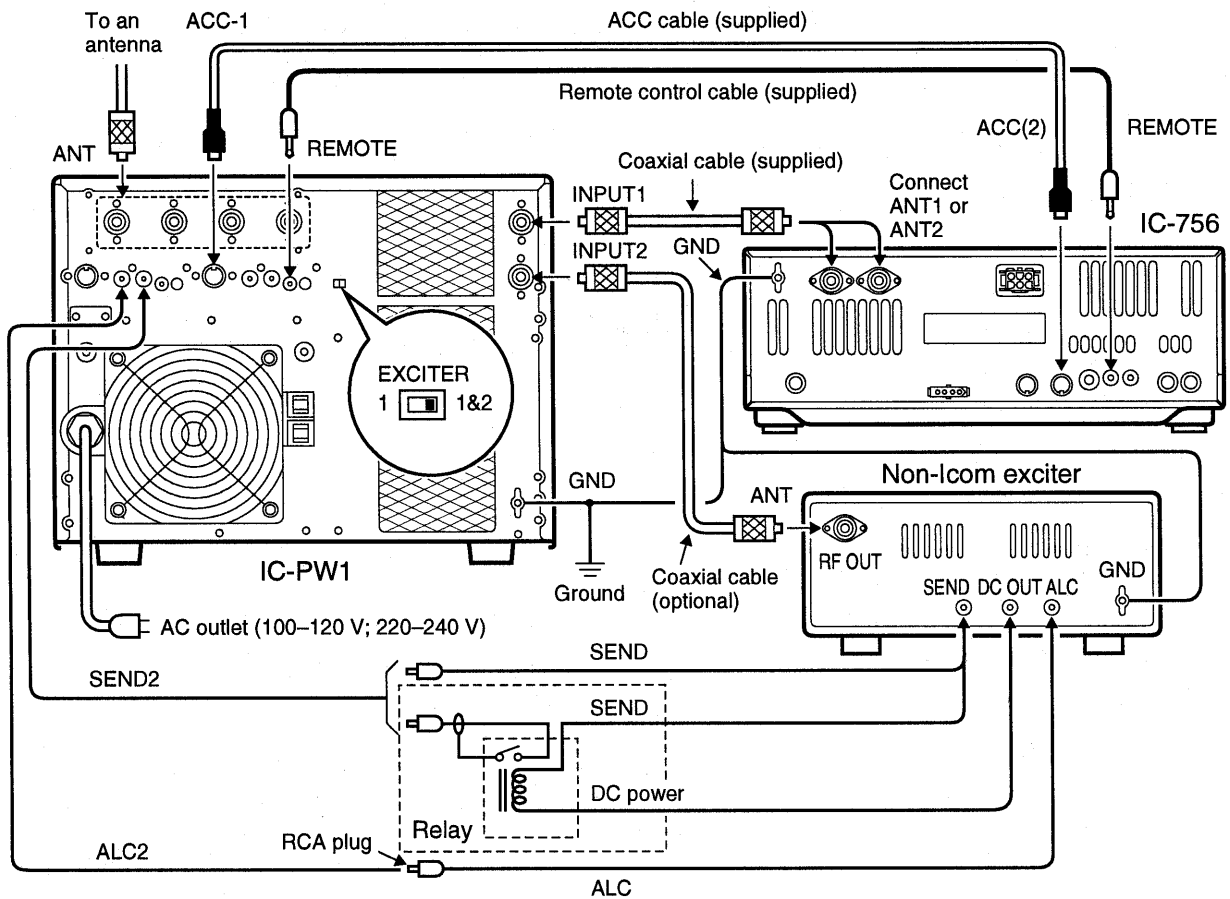 To an
antenna
ACC-1
ACC cable (supplied)
Remote control cable (supplied)
ANT
REMOTE
ACC(2)
REMOTE
Coaxial cable (supplied)
INPUT1
Connect
ANT1 or
ANT2
IC-756
GND
INPUT2
EXCITER
1
1&2
GND
ANT
Non-Icom exciter
IC-PW1
Ground
Coaxial cable
(optional)
RF OUT
SEND
DC OUT
ALC
GND
AC outlet (100–120 V; 220–240 V)
SEND
SEND2
SEND
DC power
Relay
RCA plug
ALC2
ALC